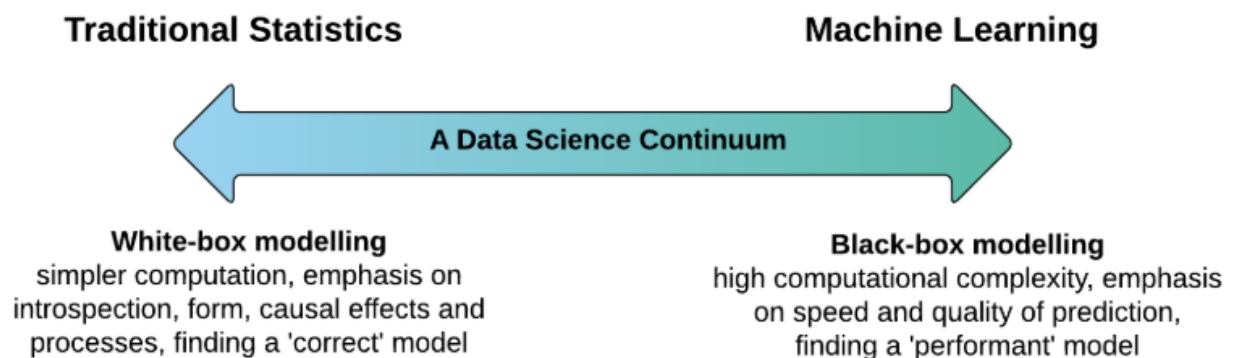 Traditional Statistics
Machine Learning
A Data Science Continuum
White-box modelling
simpler computation, emphasis on
introspection, form, causal effects and
processes, finding a 'correct' model
Black-box modelling
high computational complexity, emphasis
on speed and quality of prediction,
finding a 'performant' model